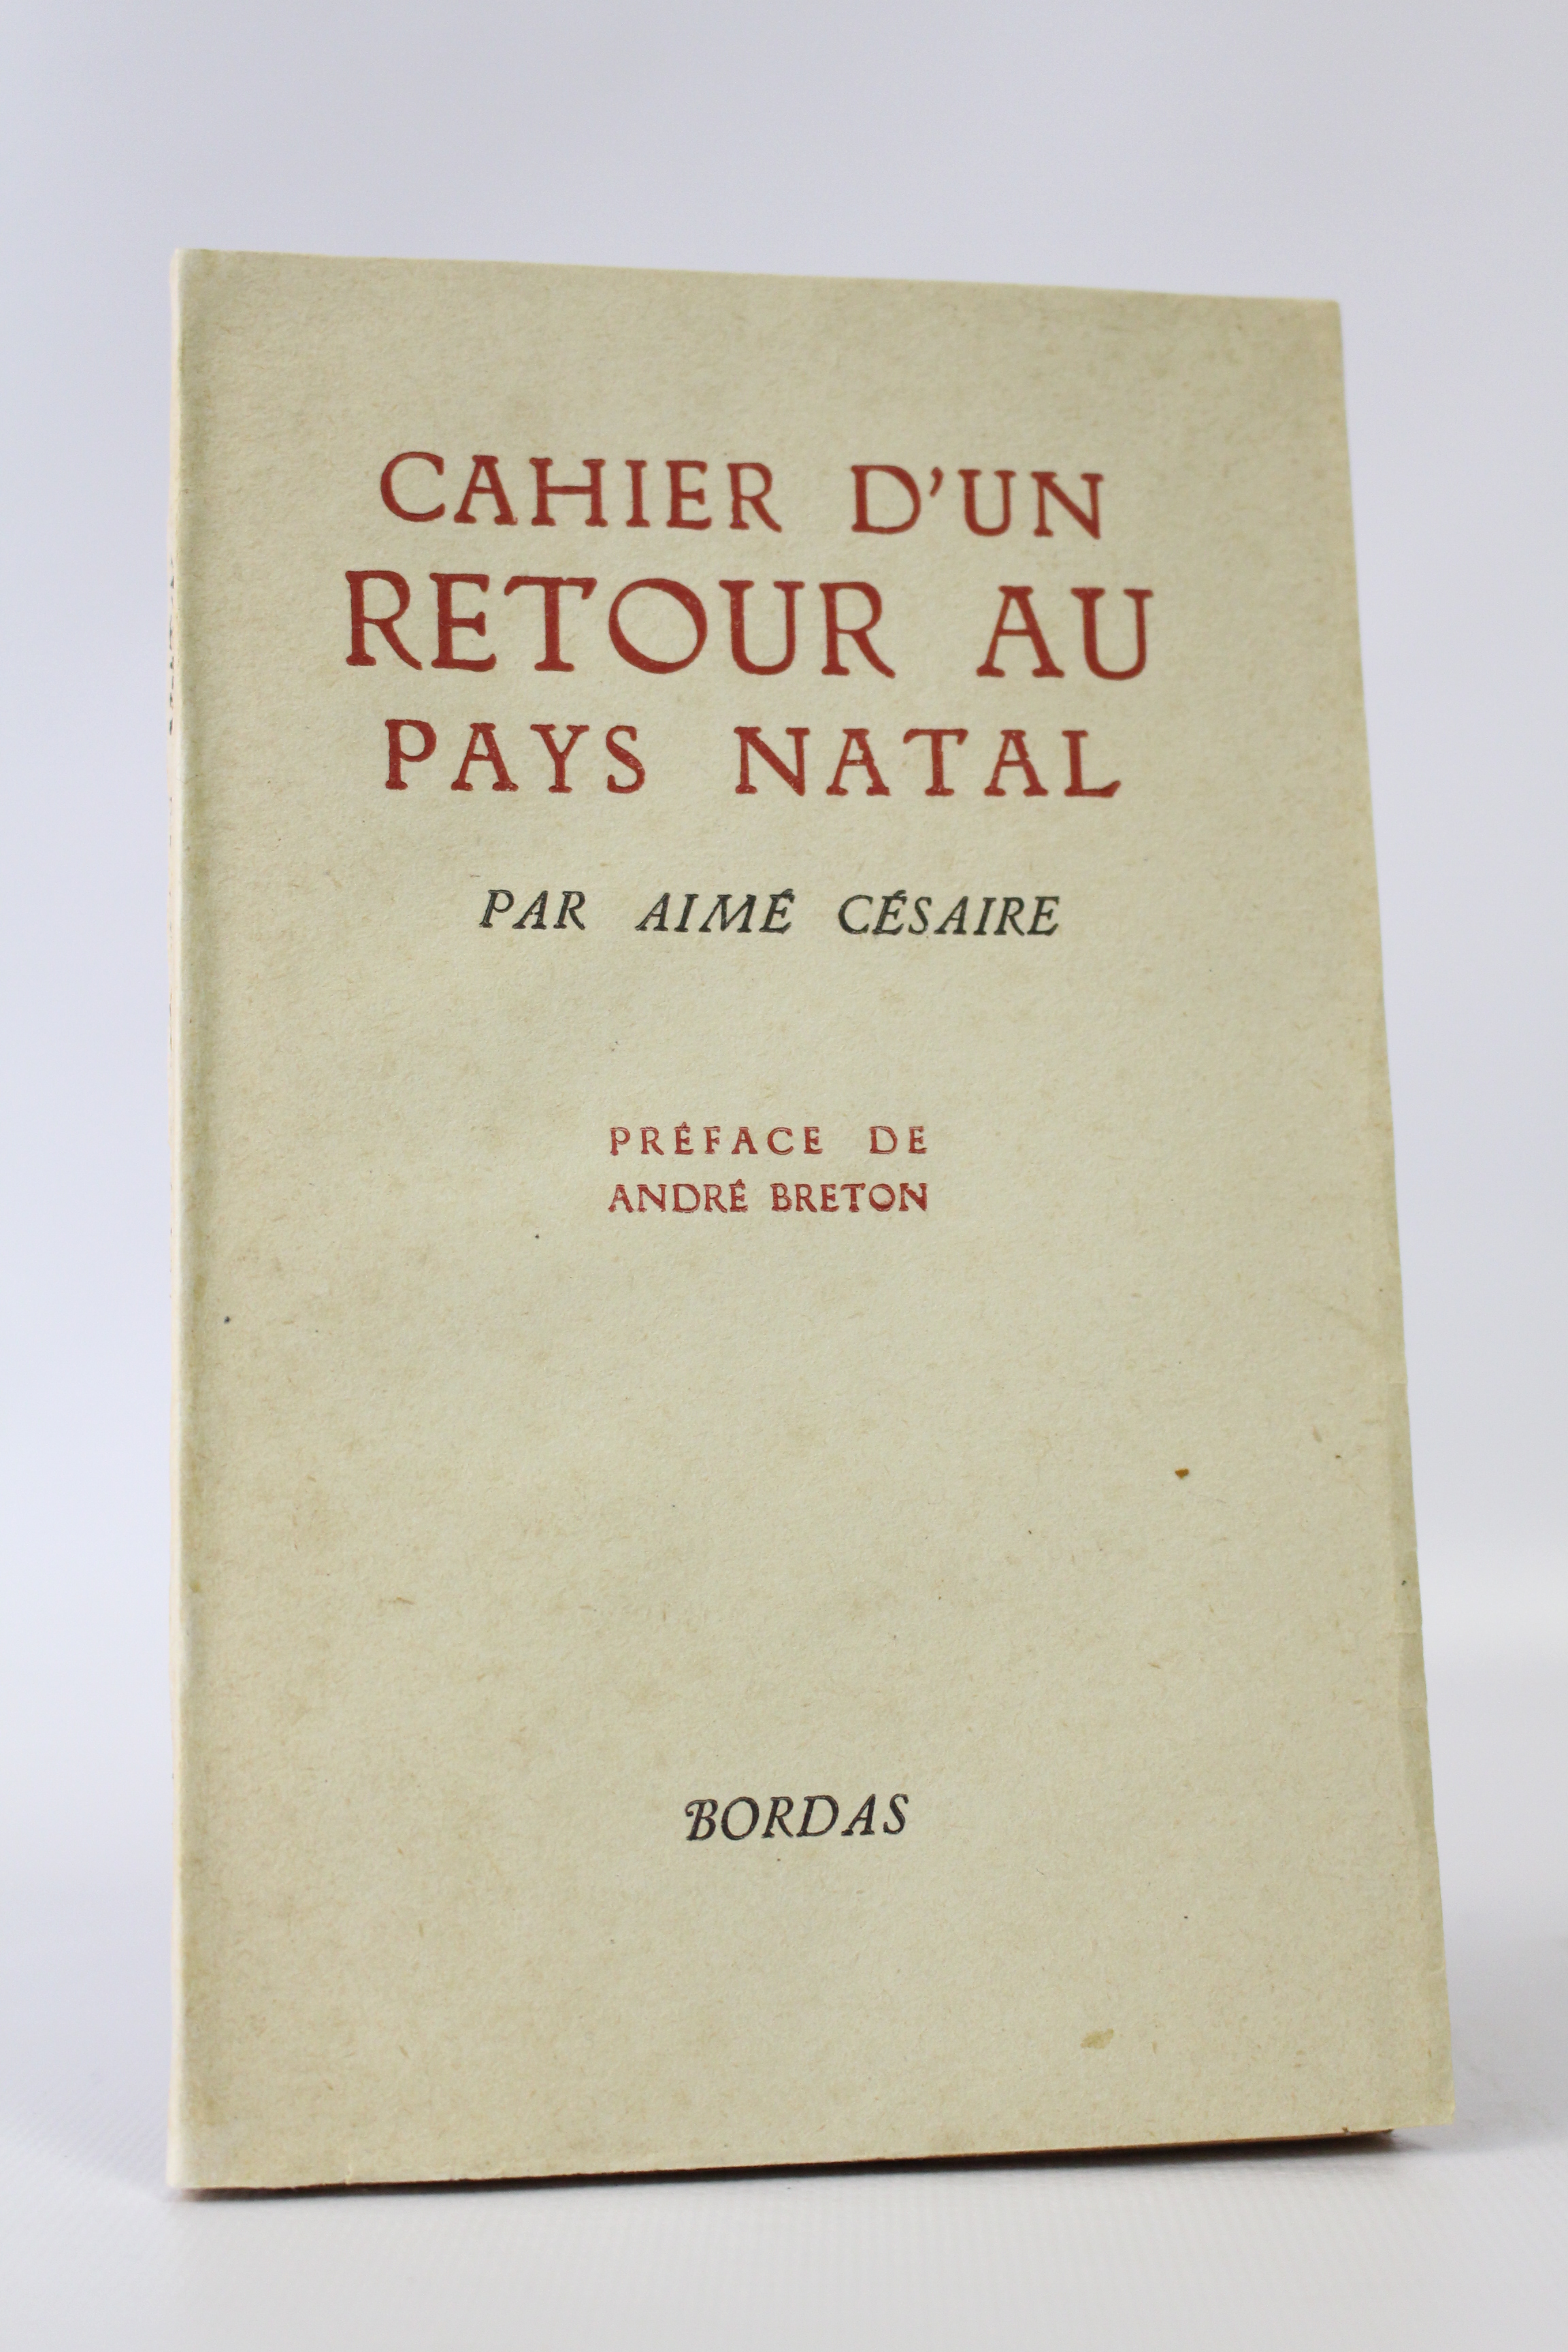 CAHIER D'UN
RETOUR AU
PAYS NATAL
PAR AIMÉ CÉSAIRE
PRÉFACE DE
ANDRÉ BRETON
BORDAS